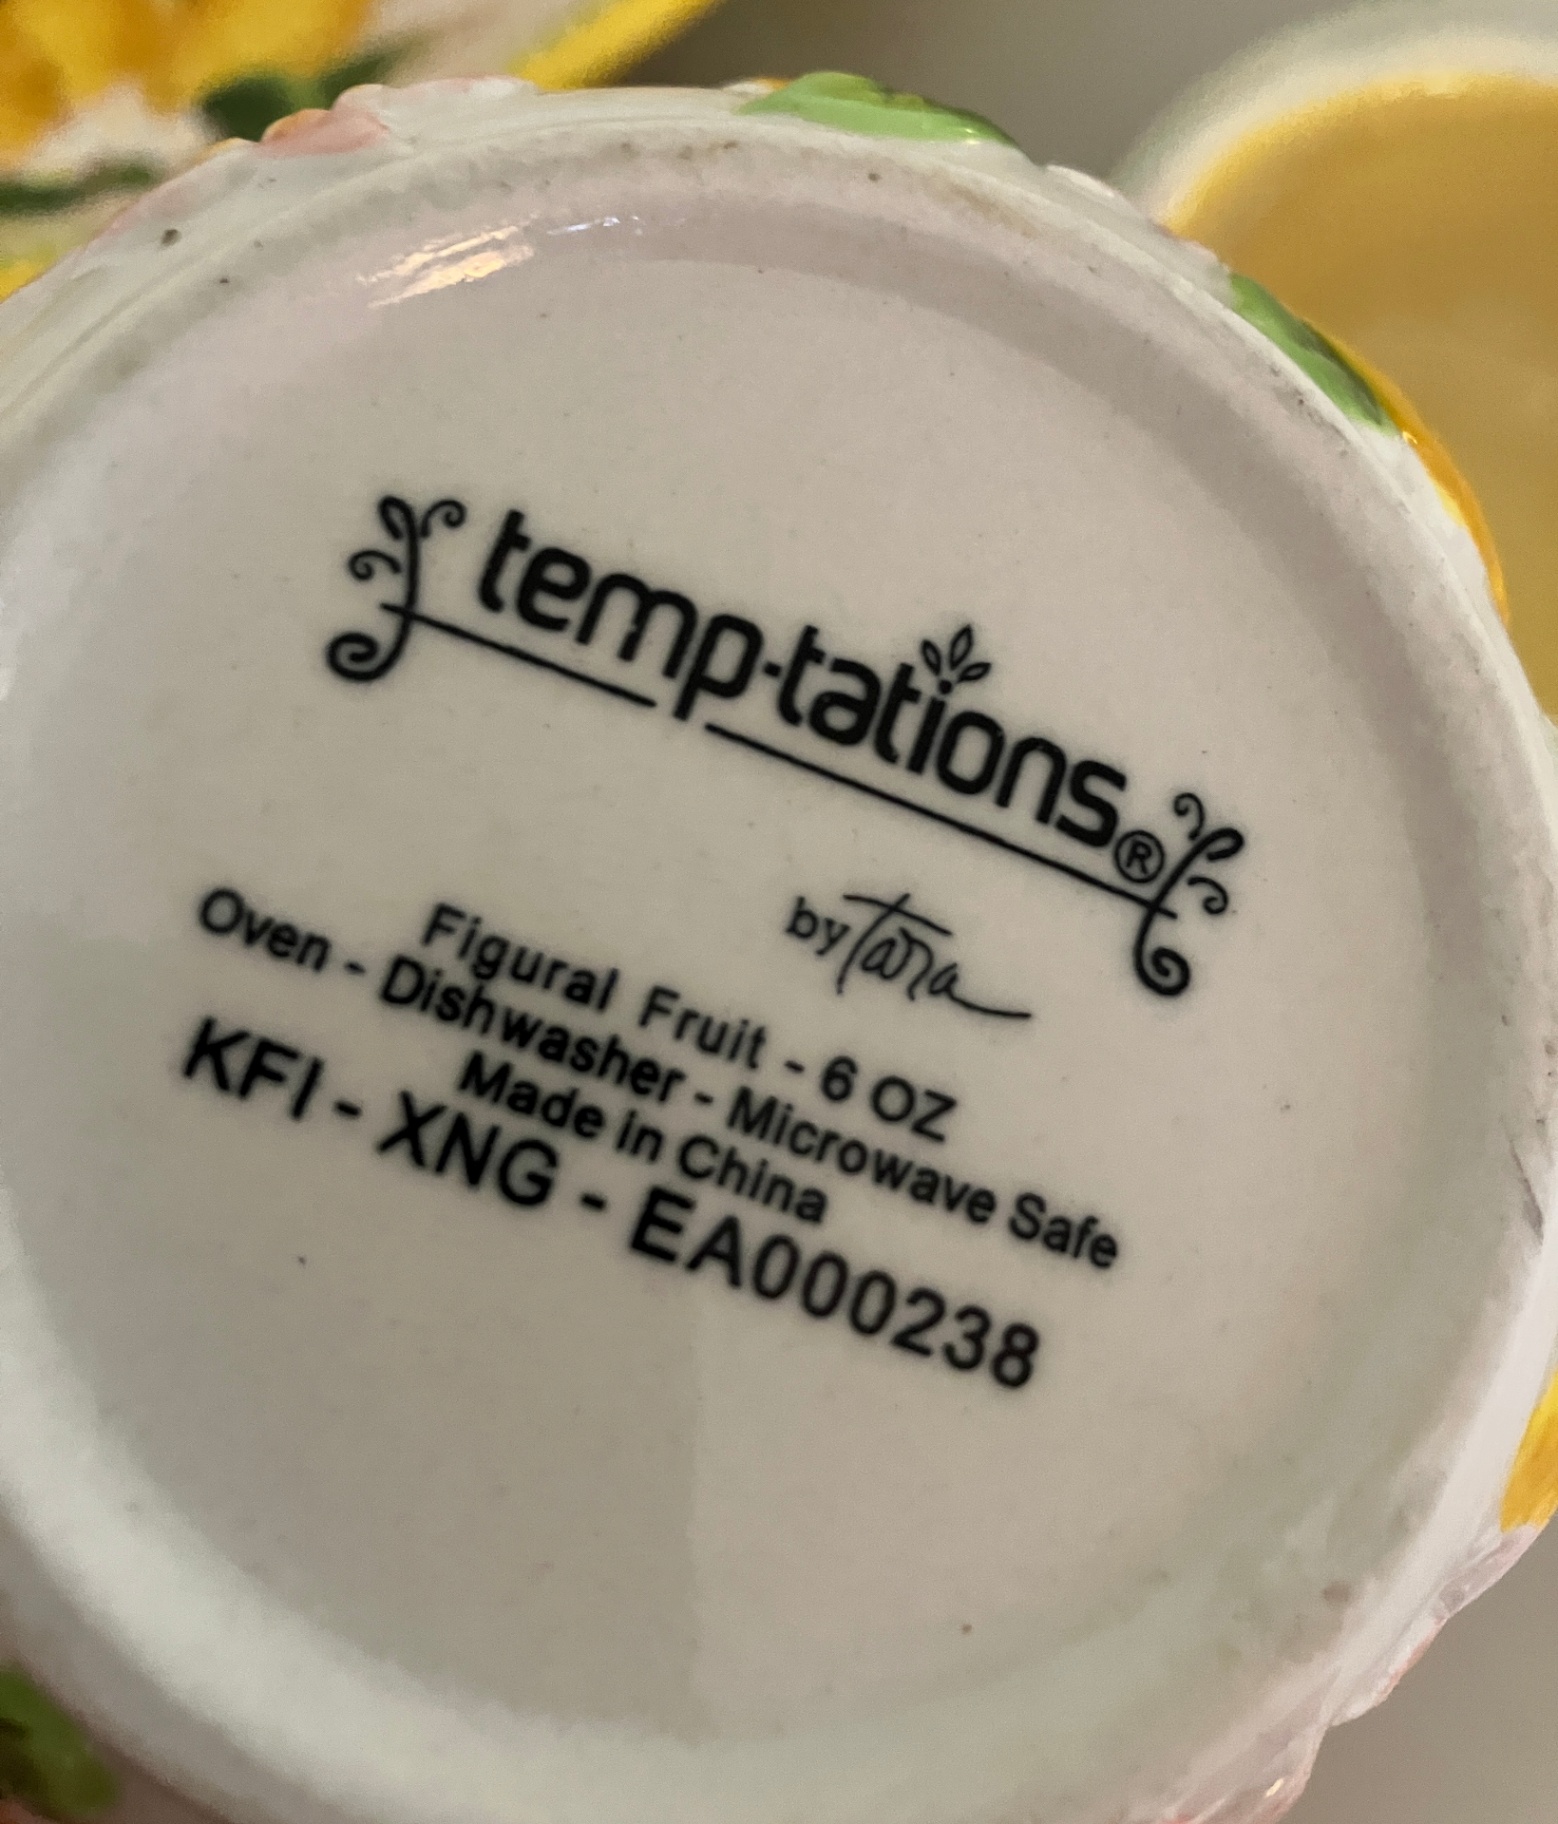 temp·tations®
by Tara
Figural Fruit - 6 OZ
Oven - Dishwasher - Microwave Safe
Made in China
KFI - XNG - EA000238